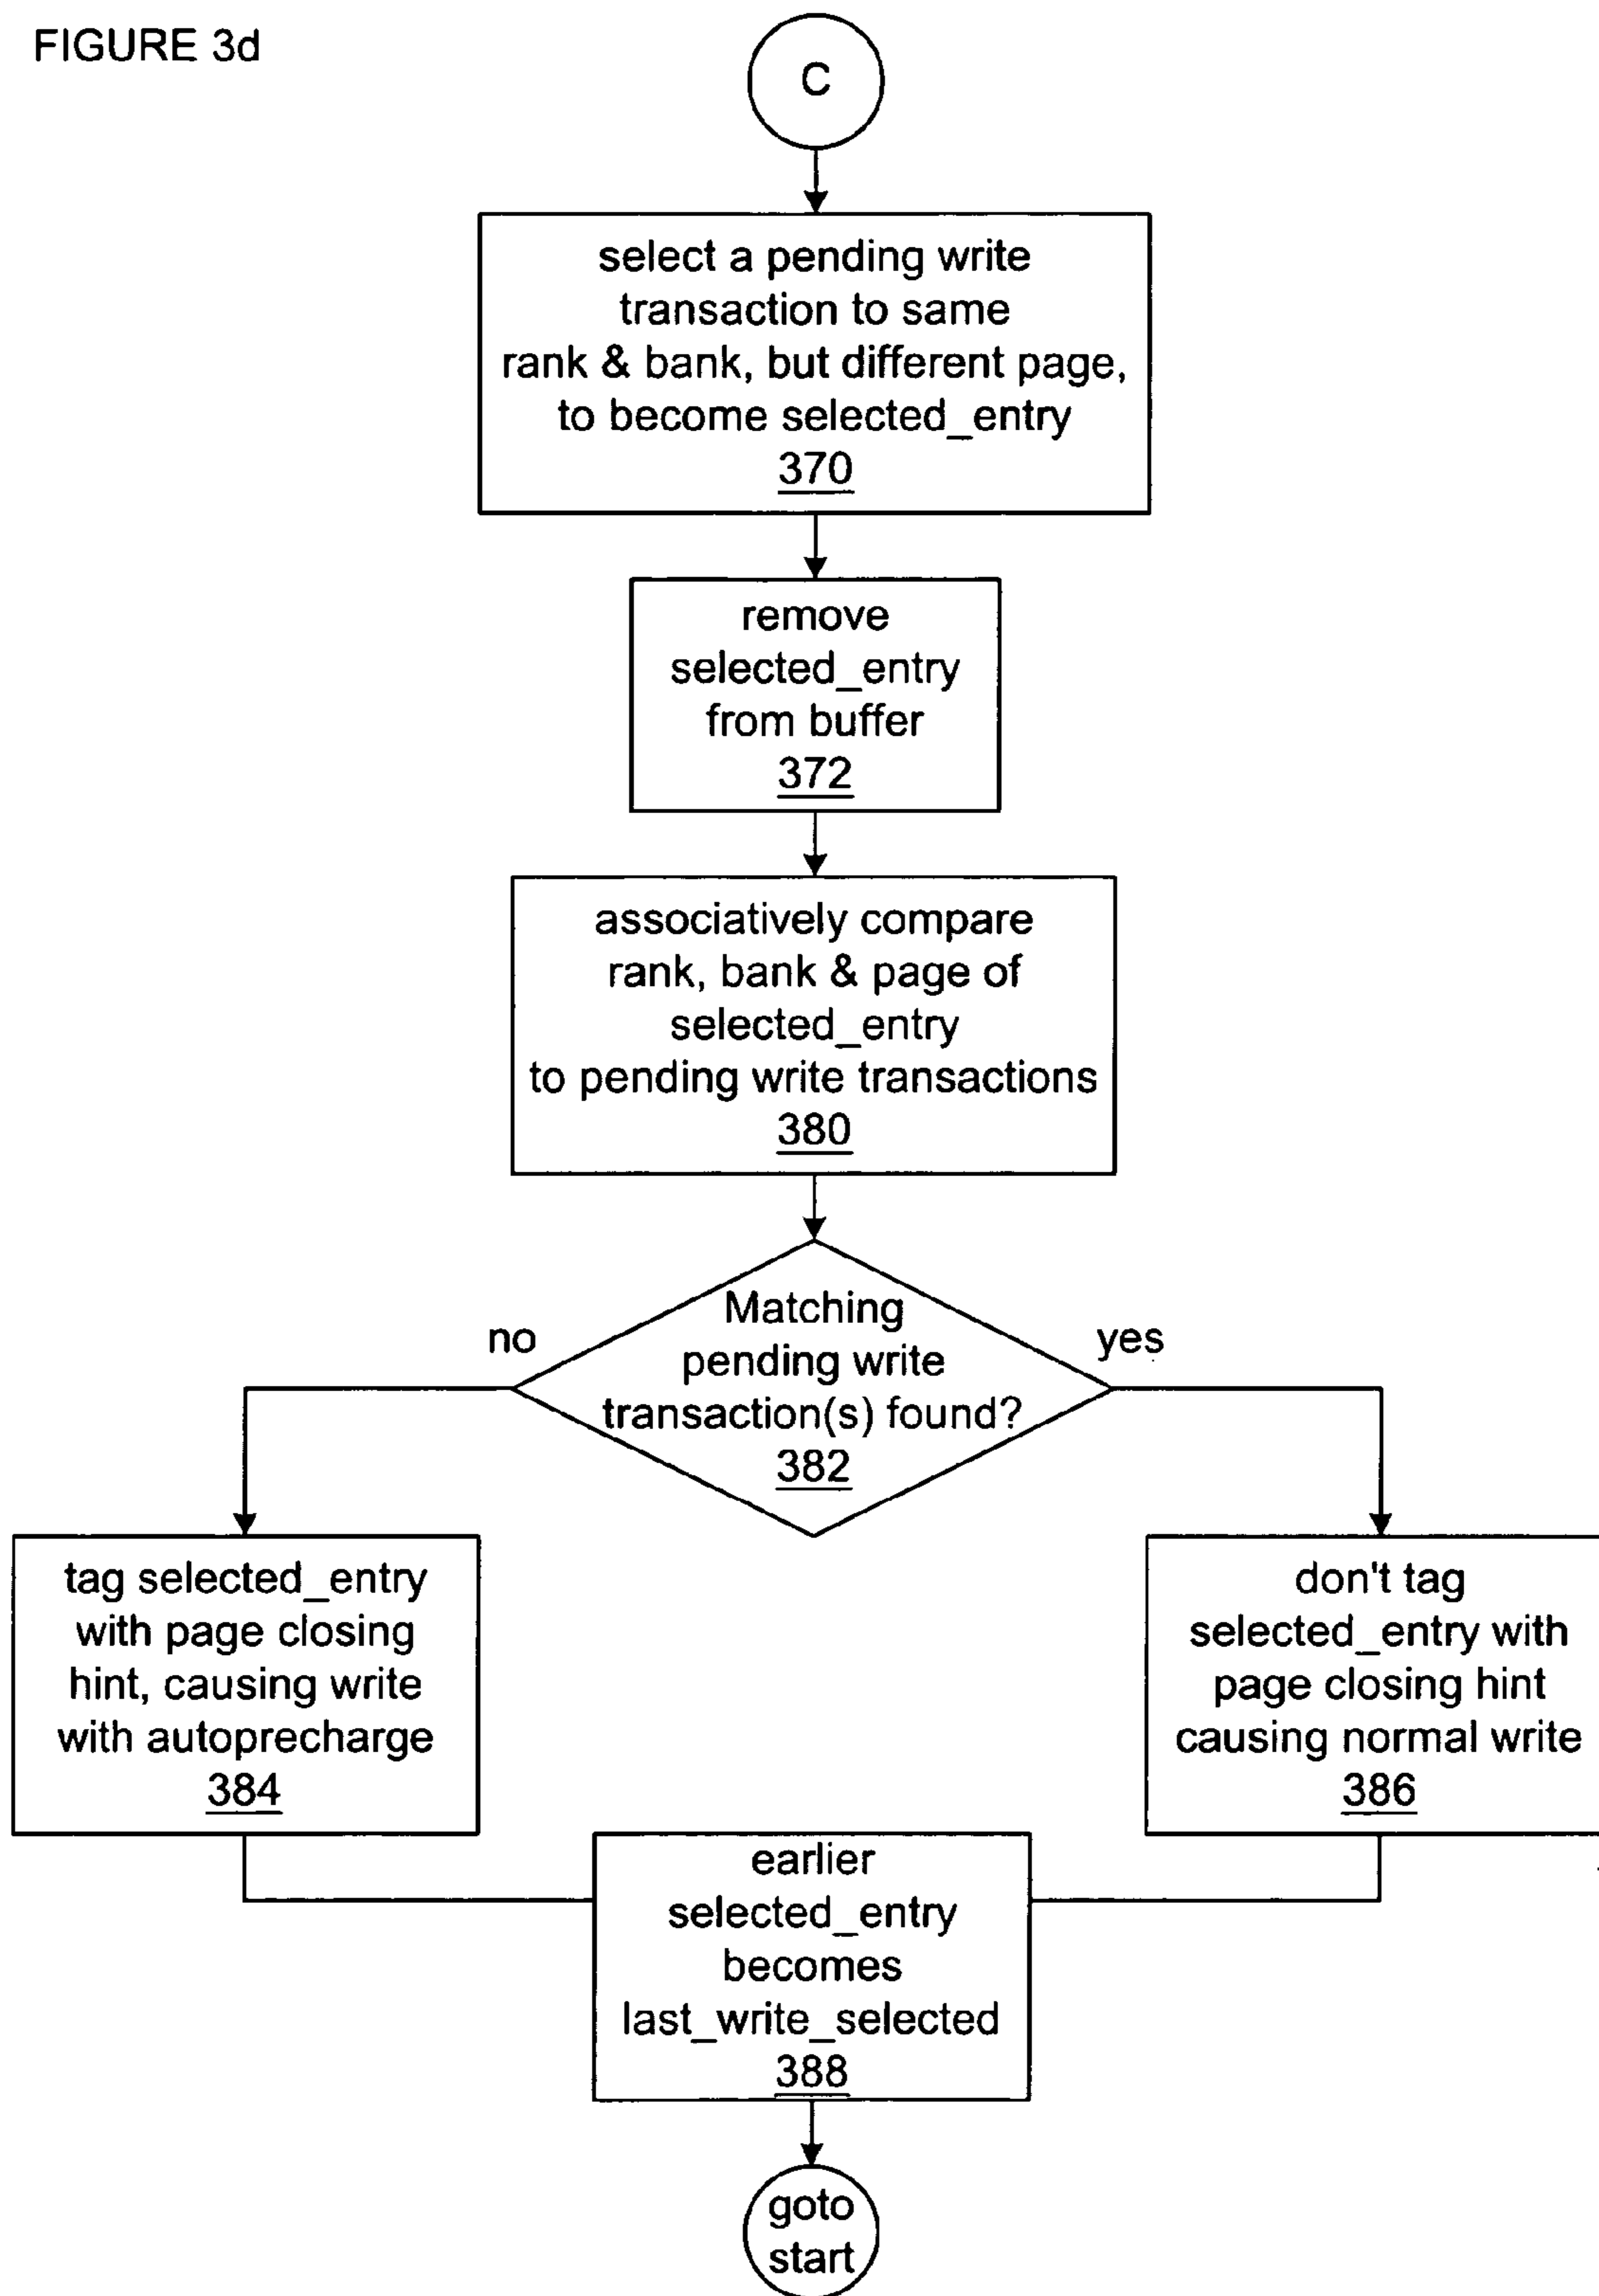 FIGURE 3d
C
select a pending write
transaction to same
rank & bank, but different page,
to become selected_entry
370
remove
selected_entry
from buffer
372
associatively compare
rank, bank & page of
selected_entry
to pending write transactions
380
Matching
pending write
transaction(s) found?
382
no
yes
tag selected_entry
with page closing
hint, causing write
with autoprecharge
384
don't tag
selected_entry with
page closing hint
causing normal write
386
earlier
selected_entry
becomes
last_write_selected
388
goto
start